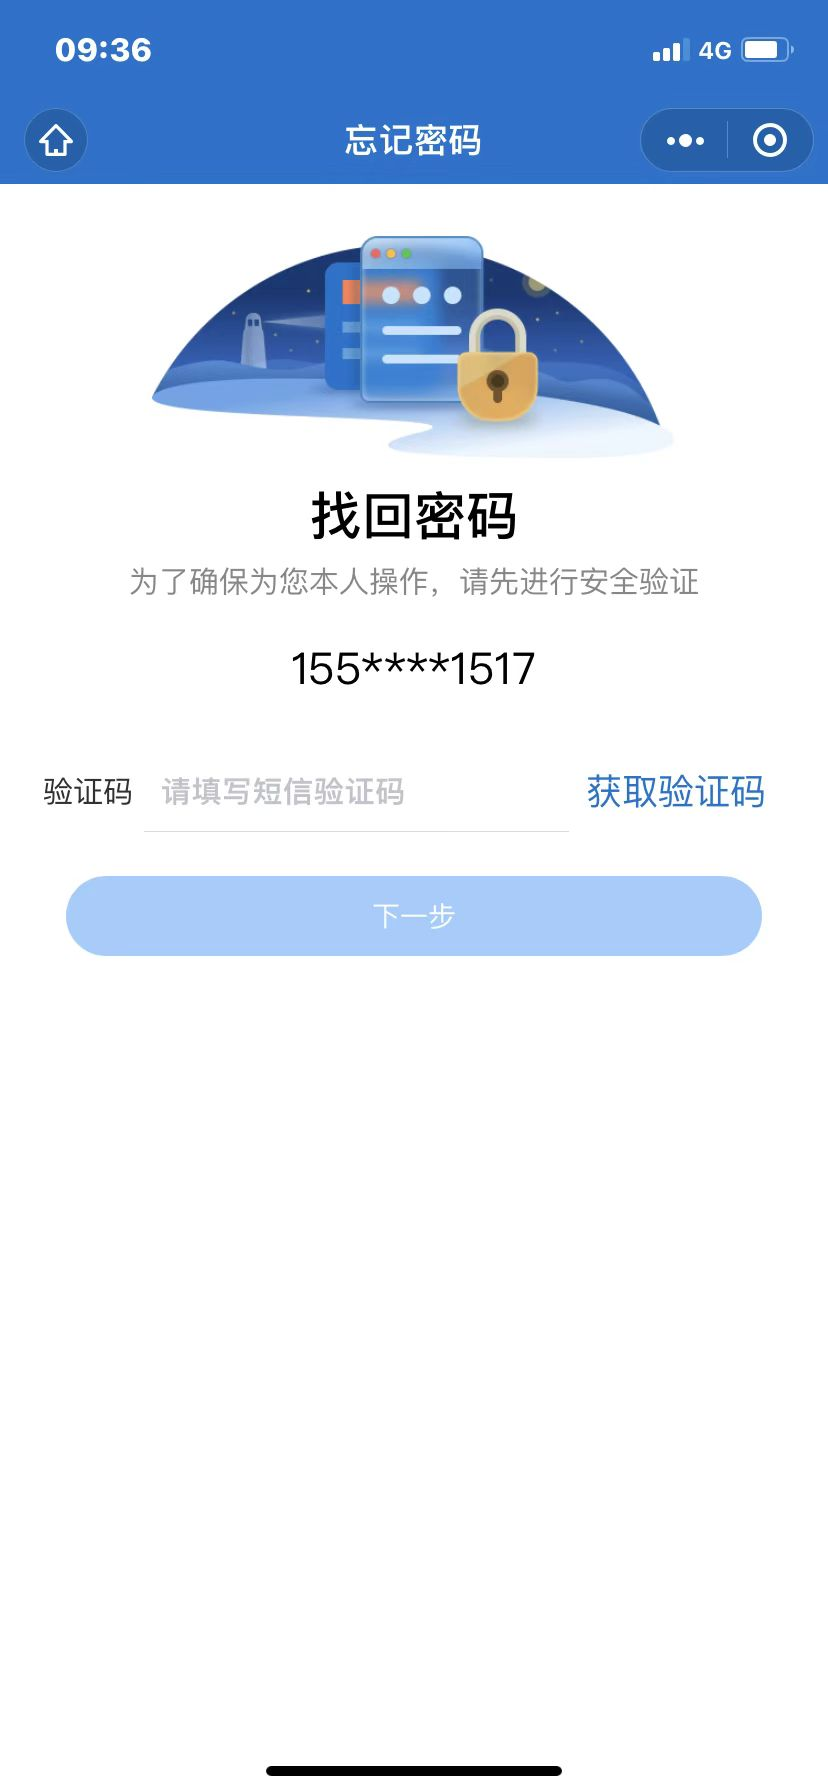 09:36
4G
忘记密码
找回密码
为了确保为您本人操作，请先进行安全验证
155****1517
验证码 请填写短信验证码 获取验证码
下一步